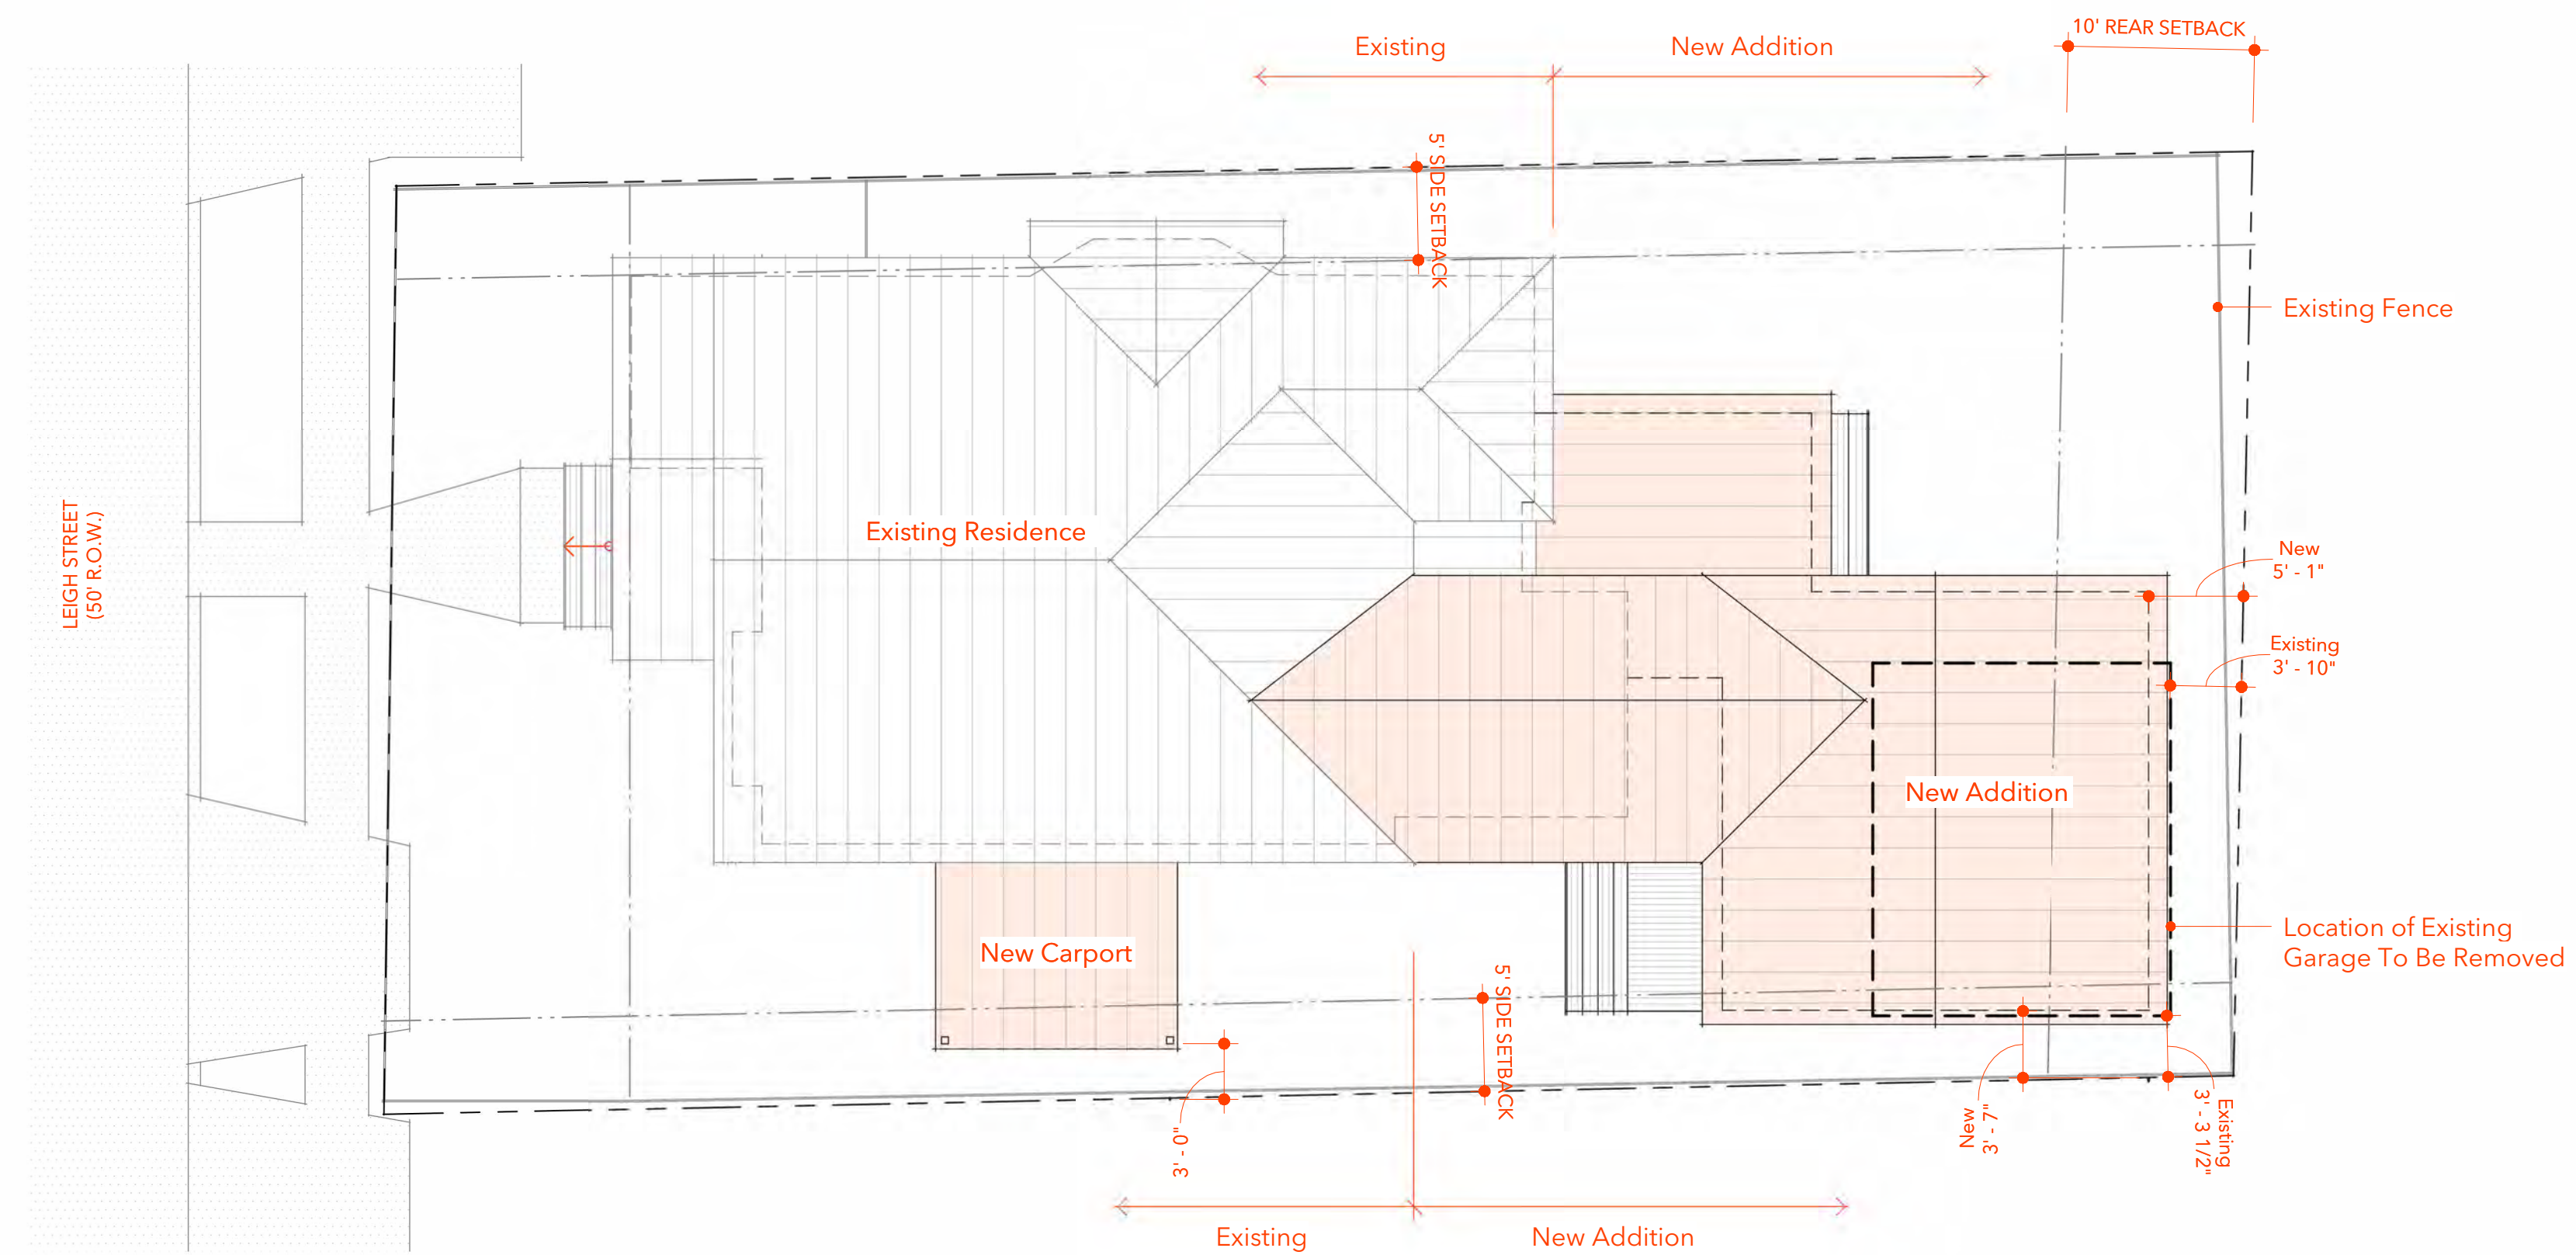 10' REAR SETBACK
Existing
New Addition
5' SIDE SETBACK
Existing Fence
LEIGH STREET
(50' R.O.W.)
Existing Residence
New
5' - 1"
Existing
3' - 10"
New Addition
Location of Existing
Garage To Be Removed
New Carport
5' SIDE SETBACK
3' - 0"
New
3' - 7"
Existing
3' - 3 1/2"
Existing
New Addition